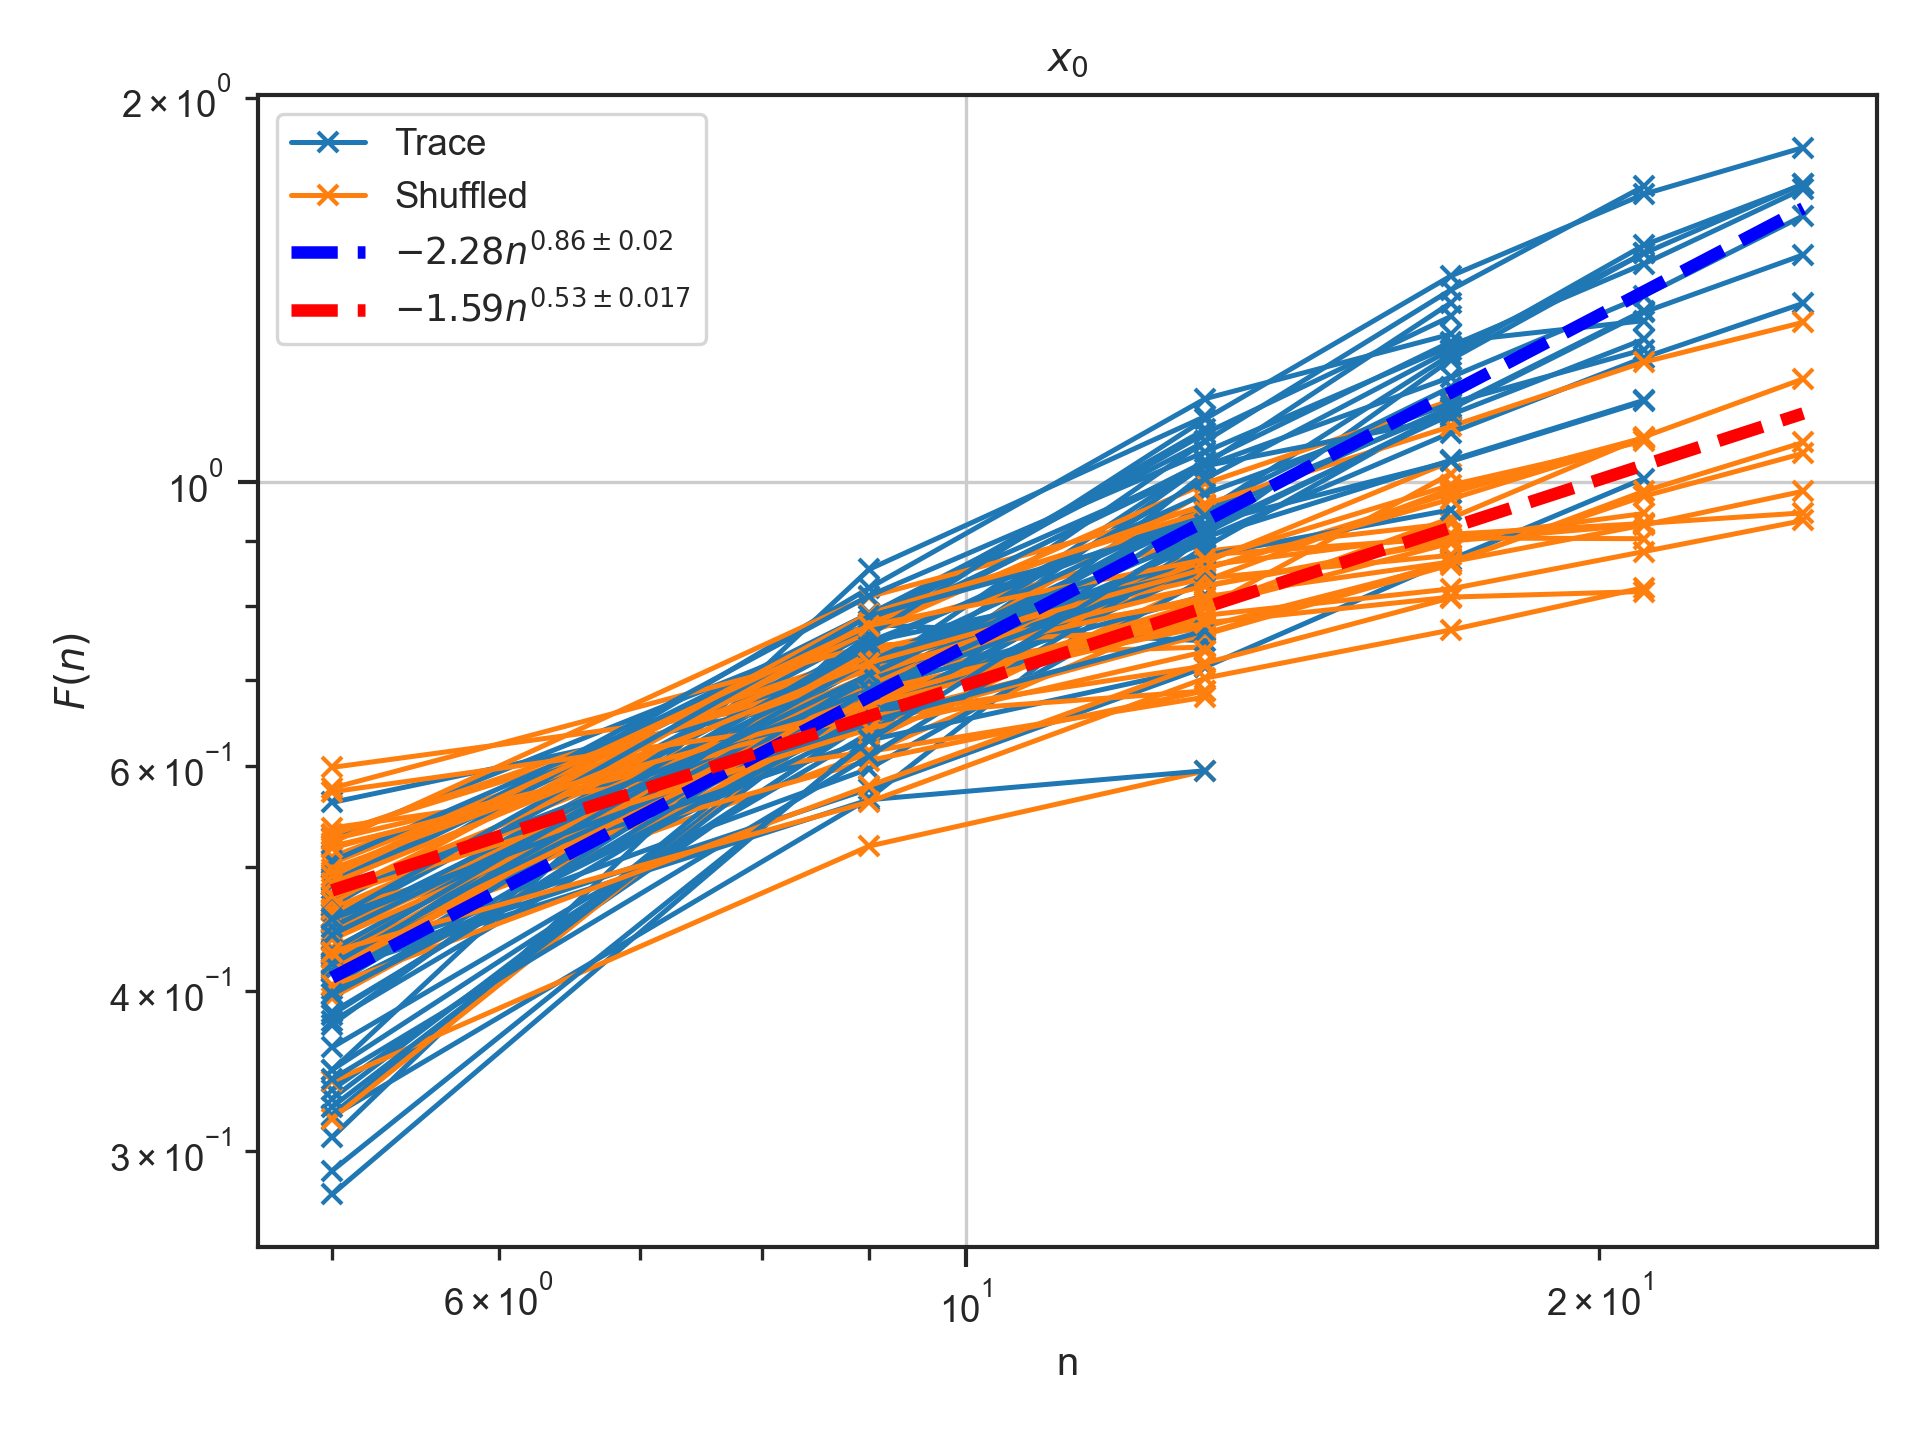 x₀
2 × 10⁰
10⁰
6 × 10⁻¹
4 × 10⁻¹
3 × 10⁻¹
F(n)
Trace
Shuffled
−2.28n^{0.86 ± 0.02}
−1.59n^{0.53 ± 0.017}
6 × 10⁰
10¹
2 × 10¹
n